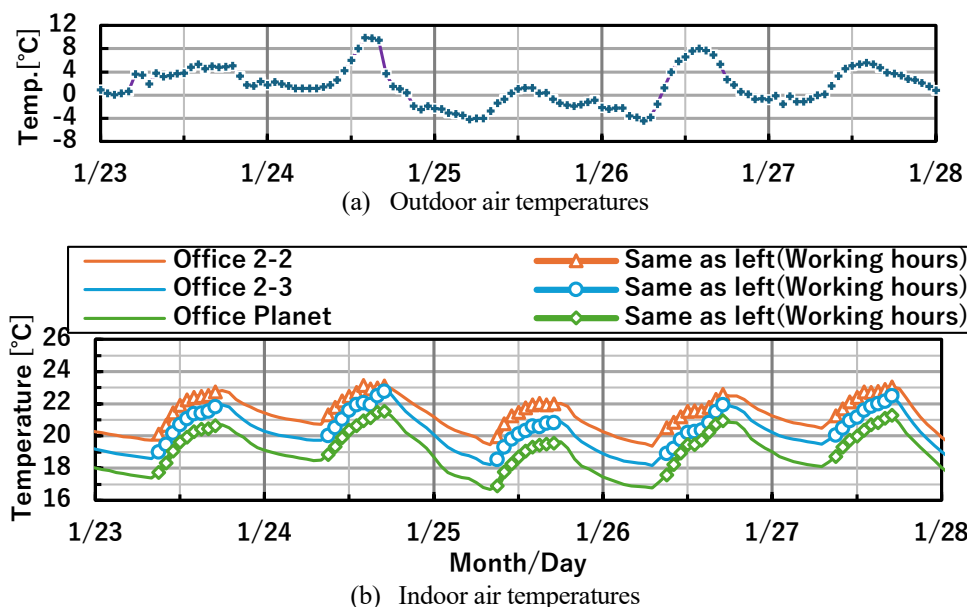 Temp.[°C]
12
8
4
0
-4
-8
1/23 1/24 1/25 1/26 1/27 1/28
(a) Outdoor air temperatures
Office 2-2 Same as left(Working hours)
Office 2-3 Same as left(Working hours)
Office Planet Same as left(Working hours)
Temperature [°C]
26
24
22
20
18
16
1/23 1/24 1/25 1/26 1/27 1/28
Month/Day
(b) Indoor air temperatures